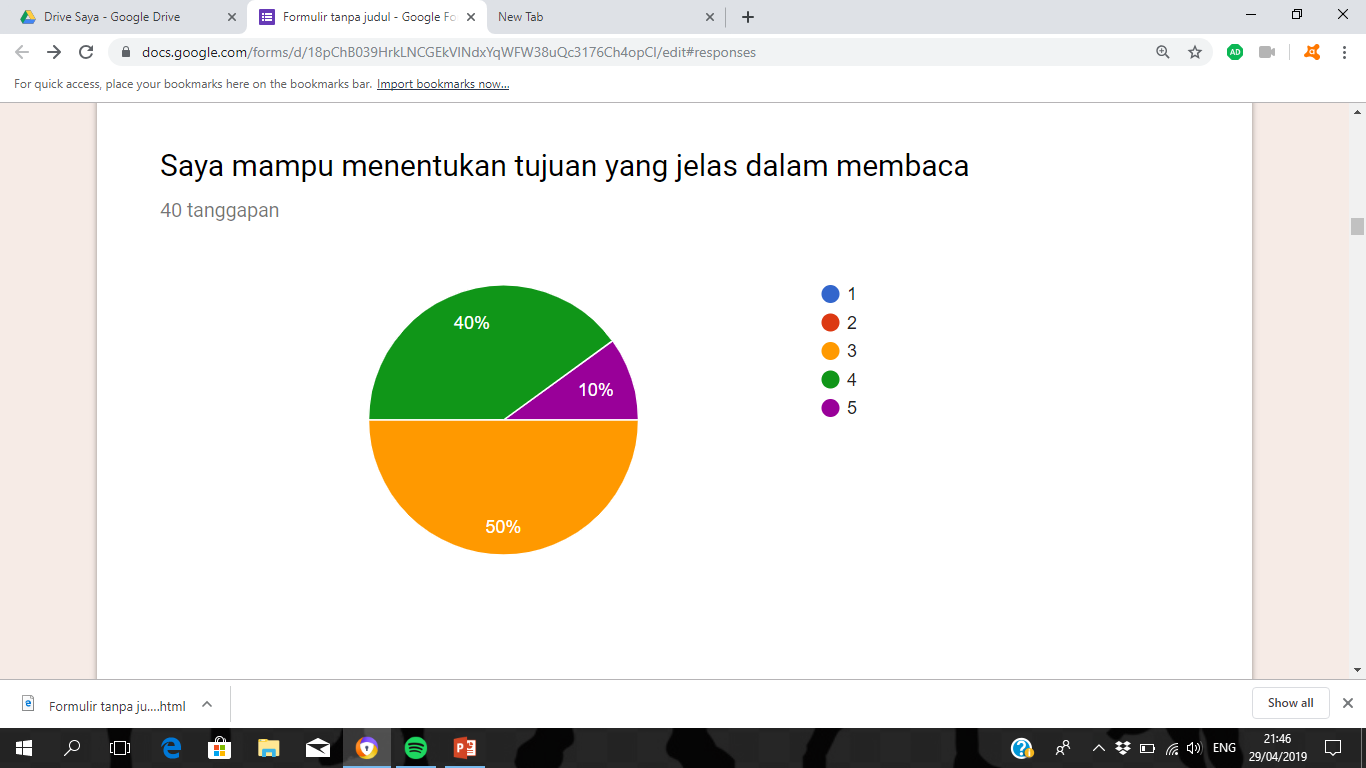 Drive Saya - Google Drive
Formulir tanpa judul - Google Fo
New Tab
docs.google.com/forms/d/18pChB039HrkLNCGEkVINdxYqWFW38uQc3176Ch4opCI/edit#responses
For quick access, place your bookmarks here on the bookmarks bar. Import bookmarks now...
Saya mampu menentukan tujuan yang jelas dalam membaca
40 tanggapan
40%
10%
50%
1
2
3
4
5
Formulir tanpa ju....html
Show all
ENG
21:46
29/04/2019